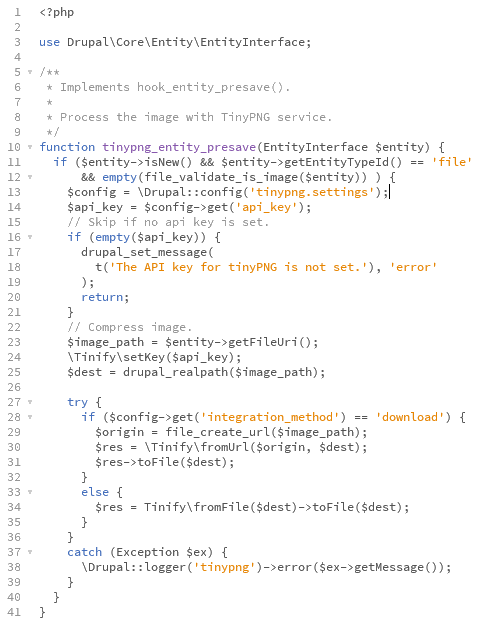 1 <?php
2
3 use Drupal\Core\Entity\EntityInterface;
4
5 /**
6  * Implements hook_entity_presave().
7  *
8  * Process the image with TinyPNG service.
9  */
10 function tinypng_entity_presave(EntityInterface $entity) {
11   if ($entity->isNew() && $entity->getEntityTypeId() == 'file'
12       && empty(file_validate_is_image($entity)) ) {
13     $config = \Drupal::config('tinypng.settings');
14     $api_key = $config->get('api_key');
15     // Skip if no api key is set.
16     if (empty($api_key)) {
17       drupal_set_message(
18         t('The API key for tinyPNG is not set.'), 'error'
19       );
20       return;
21     }
22     // Compress image.
23     $image_path = $entity->getFileUri();
24     \Tinify\setKey($api_key);
25     $dest = drupal_realpath($image_path);
26
27     try {
28       if ($config->get('integration_method') == 'download') {
29         $origin = file_create_url($image_path);
30         $res = \Tinify\fromUrl($origin, $dest);
31         $res->toFile($dest);
32       }
33       else {
34         $res = Tinify\fromFile($dest)->toFile($dest);
35       }
36     }
37     catch (Exception $ex) {
38       \Drupal::logger('tinypng')->error($ex->getMessage());
39     }
40   }
41 }